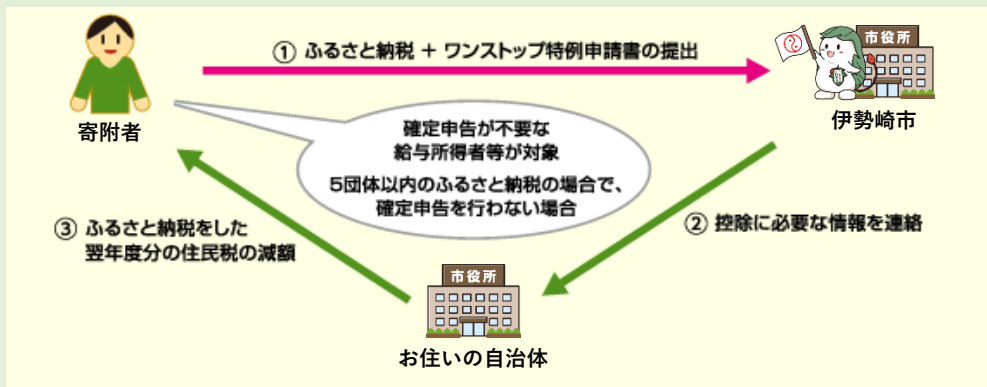 ① ふるさと納税 + ワンストップ特例申請書の提出
市役所
寄附者
伊勢崎市
確定申告が不要な
給与所得者等が対象
5団体以内のふるさと納税の場合で、
確定申告を行わない場合
② 控除に必要な情報を連絡
③ ふるさと納税をした
翌年度分の住民税の減額
市役所
お住いの自治体